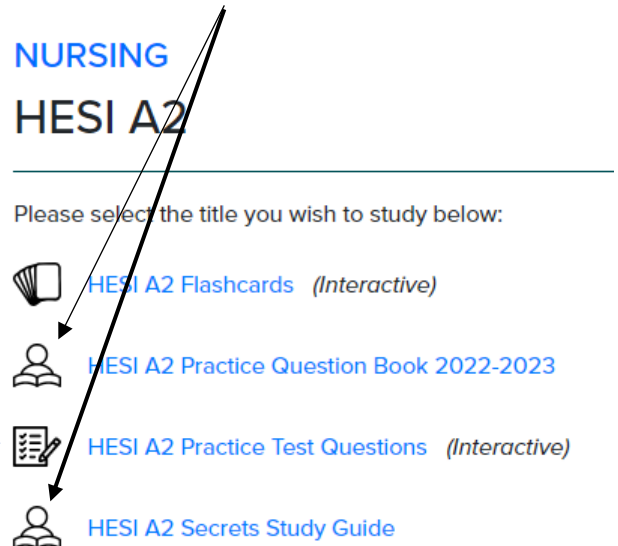 NURSING
HESI A2
Please select the title you wish to study below:
HESI A2 Flashcards (Interactive)
HESI A2 Practice Question Book 2022-2023
HESI A2 Practice Test Questions (Interactive)
HESI A2 Secrets Study Guide